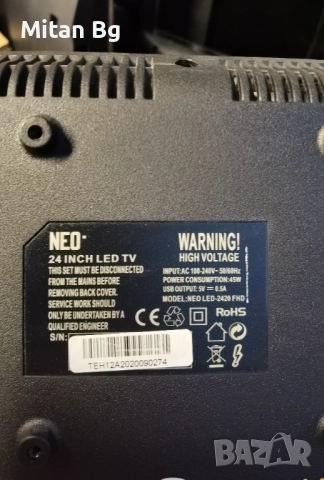 Mitan Bg
NEO™
24 INCH LED TV
THIS SET MUST BE DISCONNECTED
FROM THE MAINS BEFORE
REMOVING BACK COVER.
SERVICE WORK SHOULD
ONLY BE UNDERTAKEN BY A
QUALIFIED ENGINEER
S/N:
TEH12A2020090274
WARNING!
HIGH VOLTAGE
INPUT:AC 100-240V~ 50/60Hz
POWER CONSUMPTION:45W
USB OUTPUT: 5V ⎓ 0.5A
MODEL:NEO LED-2420 FHD
CE RoHS
BAZAR